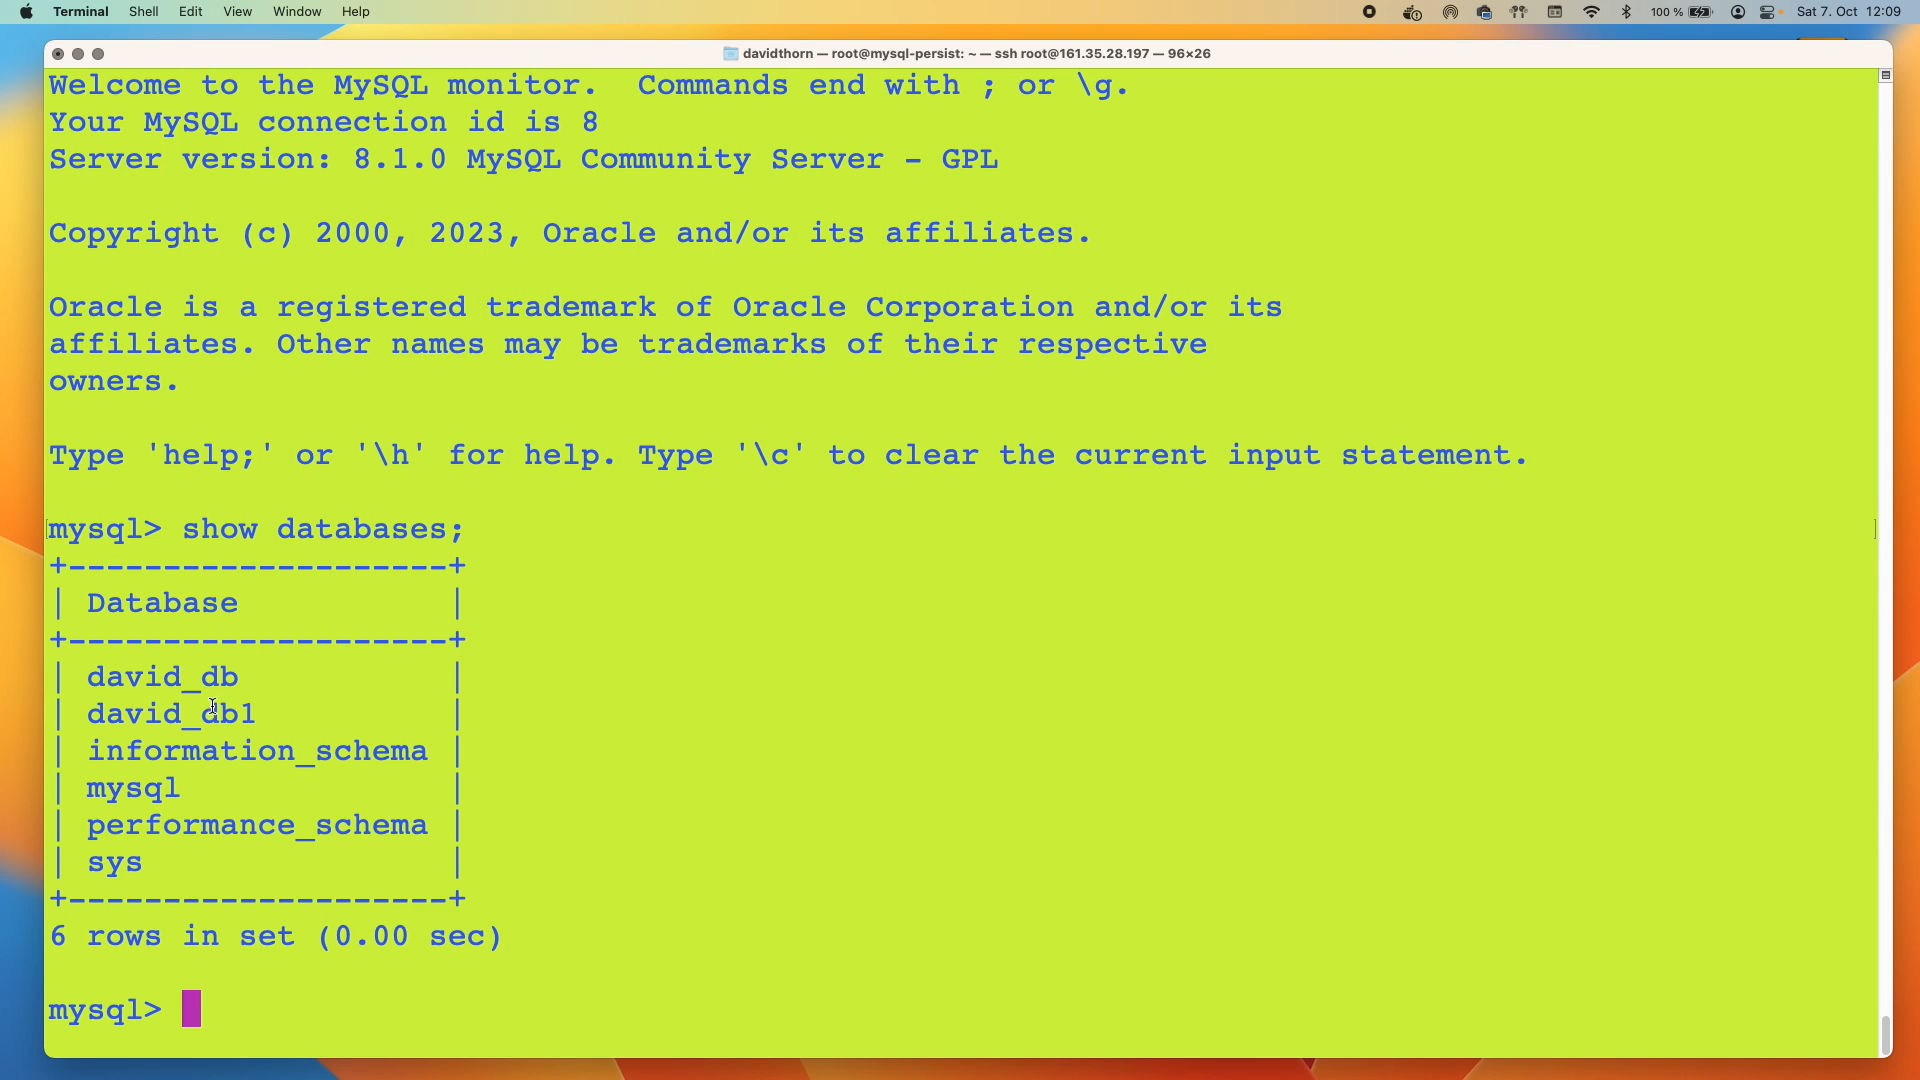 Terminal Shell Edit View Window Help 100 % Sat 7. Oct 12:09
davidthorn — root@mysql-persist: ~ — ssh root@161.35.28.197 — 96×26
Welcome to the MySQL monitor.  Commands end with ; or \g.
Your MySQL connection id is 8
Server version: 8.1.0 MySQL Community Server - GPL
Copyright (c) 2000, 2023, Oracle and/or its affiliates.
Oracle is a registered trademark of Oracle Corporation and/or its
affiliates. Other names may be trademarks of their respective
owners.
Type 'help;' or '\h' for help. Type '\c' to clear the current input statement.
mysql> show databases;
+--------------------+
| Database           |
+--------------------+
| david_db           |
| david_db1          |
| information_schema |
| mysql              |
| performance_schema |
| sys                |
+--------------------+
6 rows in set (0.00 sec)
mysql>